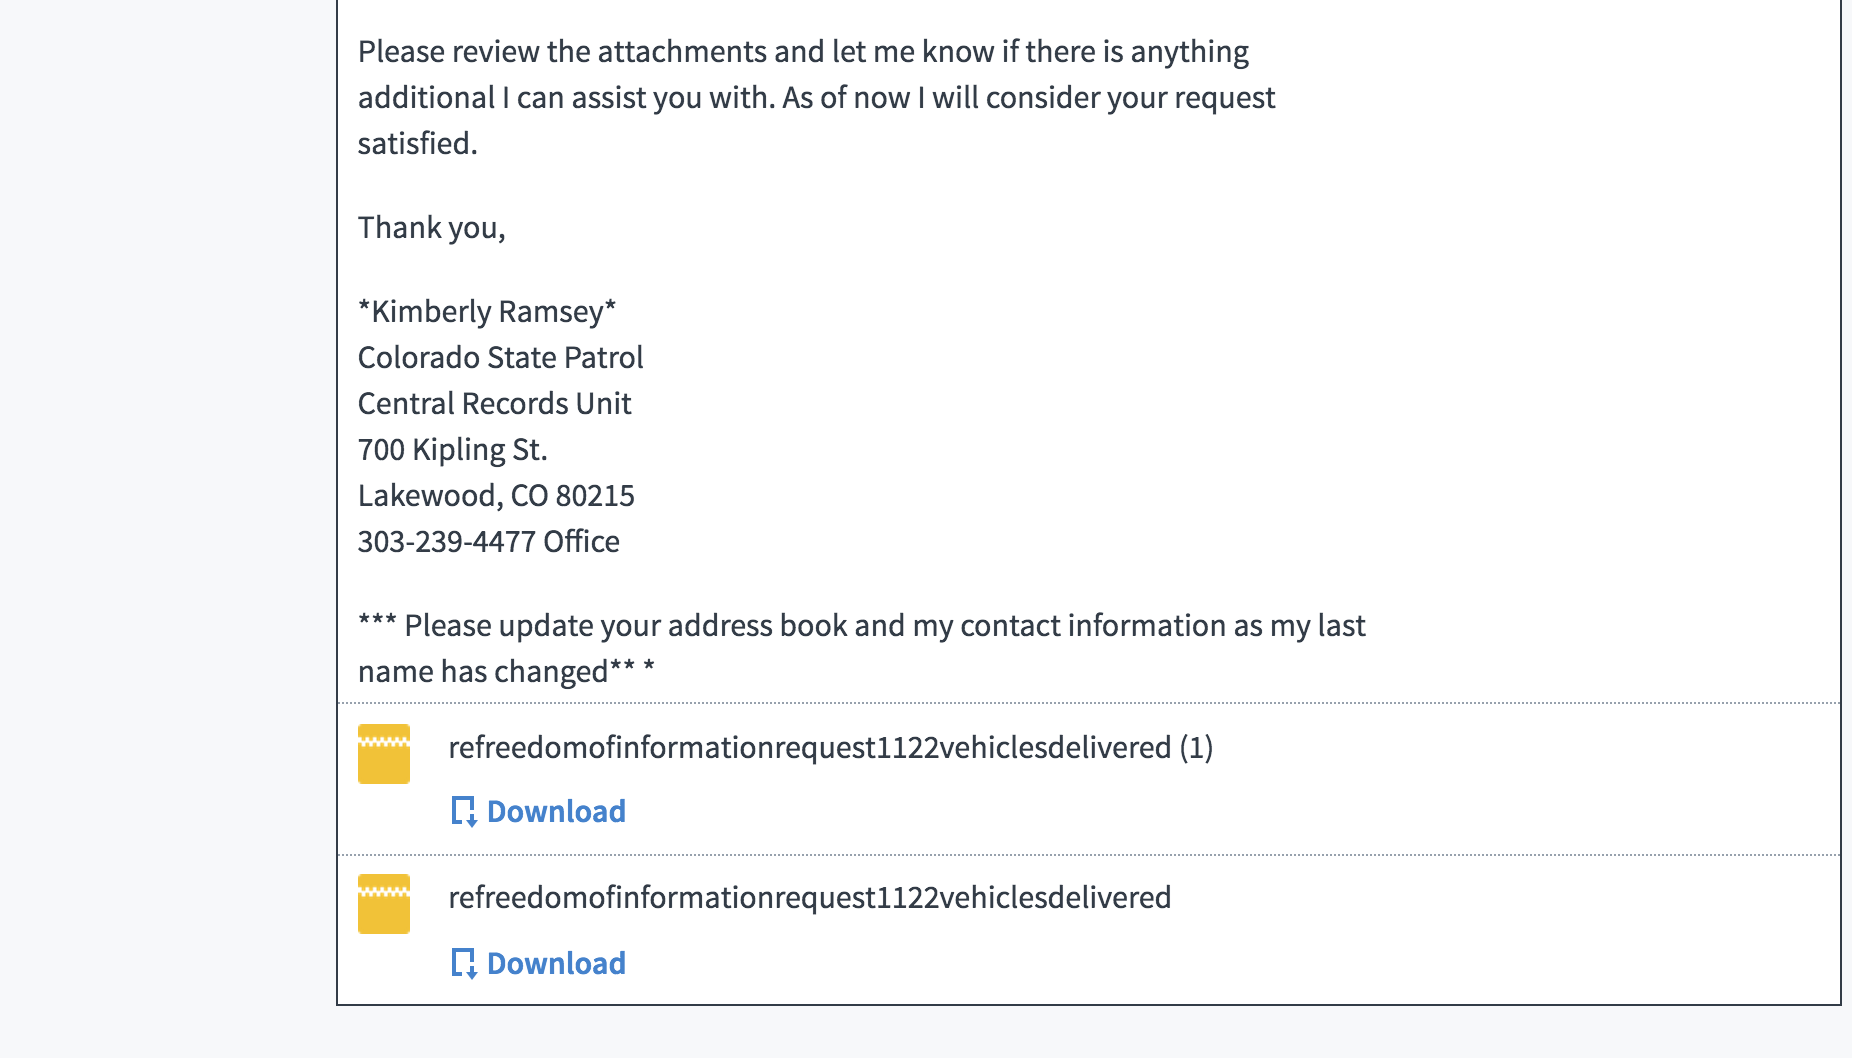 Please review the attachments and let me know if there is anything
additional I can assist you with. As of now I will consider your request
satisfied.
Thank you,
*Kimberly Ramsey*
Colorado State Patrol
Central Records Unit
700 Kipling St.
Lakewood, CO 80215
303-239-4477 Office
*** Please update your address book and my contact information as my last
name has changed** *
refreedomofinformationrequest1122vehiclesdelivered (1)
Download
refreedomofinformationrequest1122vehiclesdelivered
Download